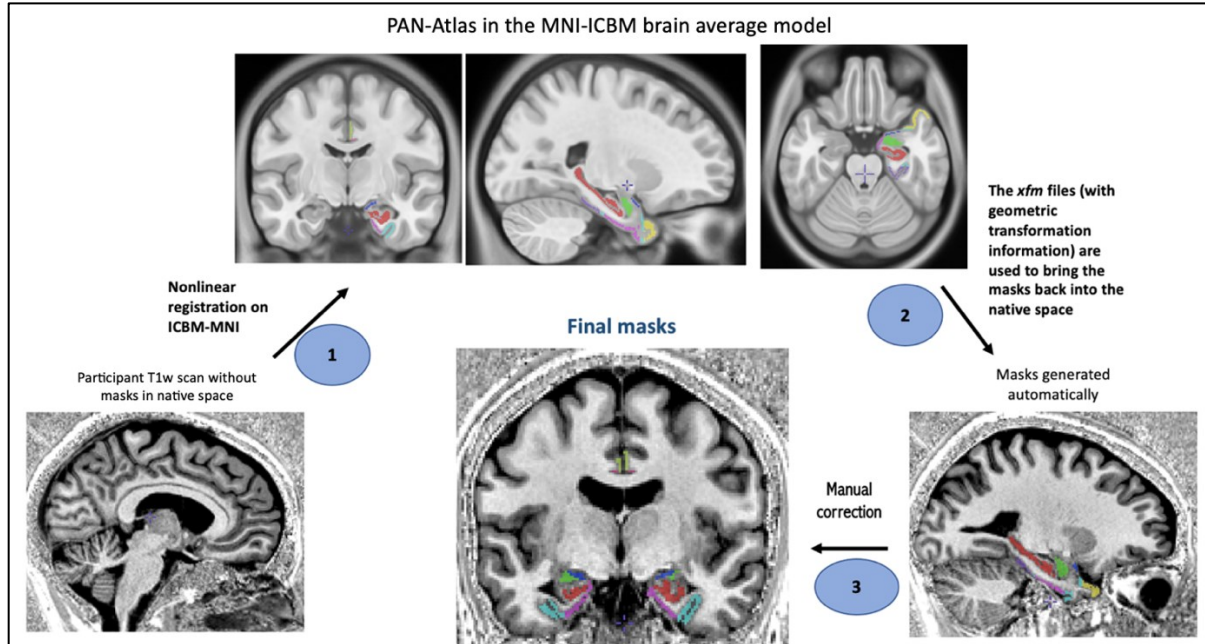 PAN-Atlas in the MNI-ICBM brain average model
Nonlinear
registration on
ICBM-MNI
1
Participant T1w scan without
masks in native space
The xfm files (with
geometric
transformation
information) are
used to bring the
masks back into the
native space
2
Masks generated
automatically
Manual
correction
3
Final masks